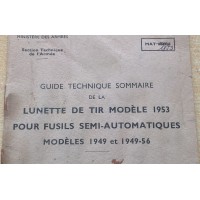 MINISTÈRE DES ARMÉES
Section Technique
de l'Armée
GUIDE TECHNIQUE SOMMAIRE
DE LA
LUNETTE DE TIR MODÈLE 1953
POUR FUSILS SEMI-AUTOMATIQUES
MODÈLES 1949 et 1949-56